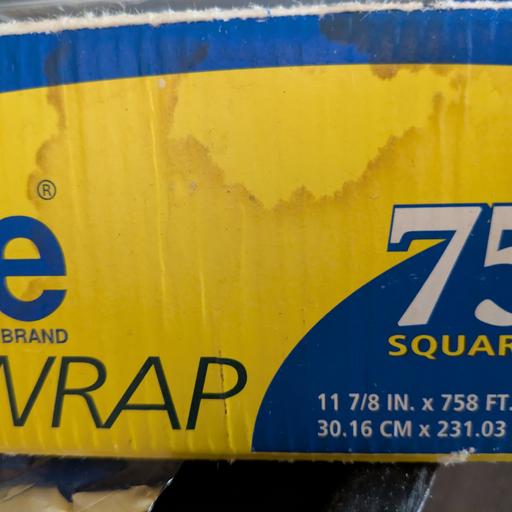 ®
e
BRAND
WRAP
75
SQUAR
11 7/8 IN. x 758 FT.
30.16 CM x 231.03